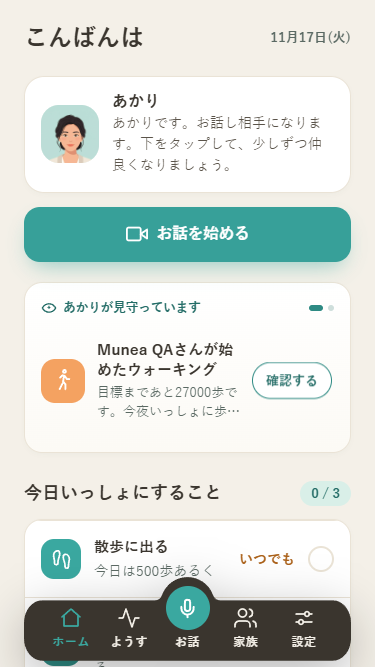 こんばんは
11月17日(火)
あかり
あかりです。お話し相手になりま
す。下をタップして、少しずつ仲
良くなりましょう。
お話を始める
あかりが見守っています
Munea QAさんが始
めたウォーキング
目標まであと27000歩で
す。今夜いっしょに歩…
確認する
今日いっしょにすること
0 / 3
散歩に出る
今日は500歩あるく
いつでも
ホーム
ようす
お話
家族
設定
る